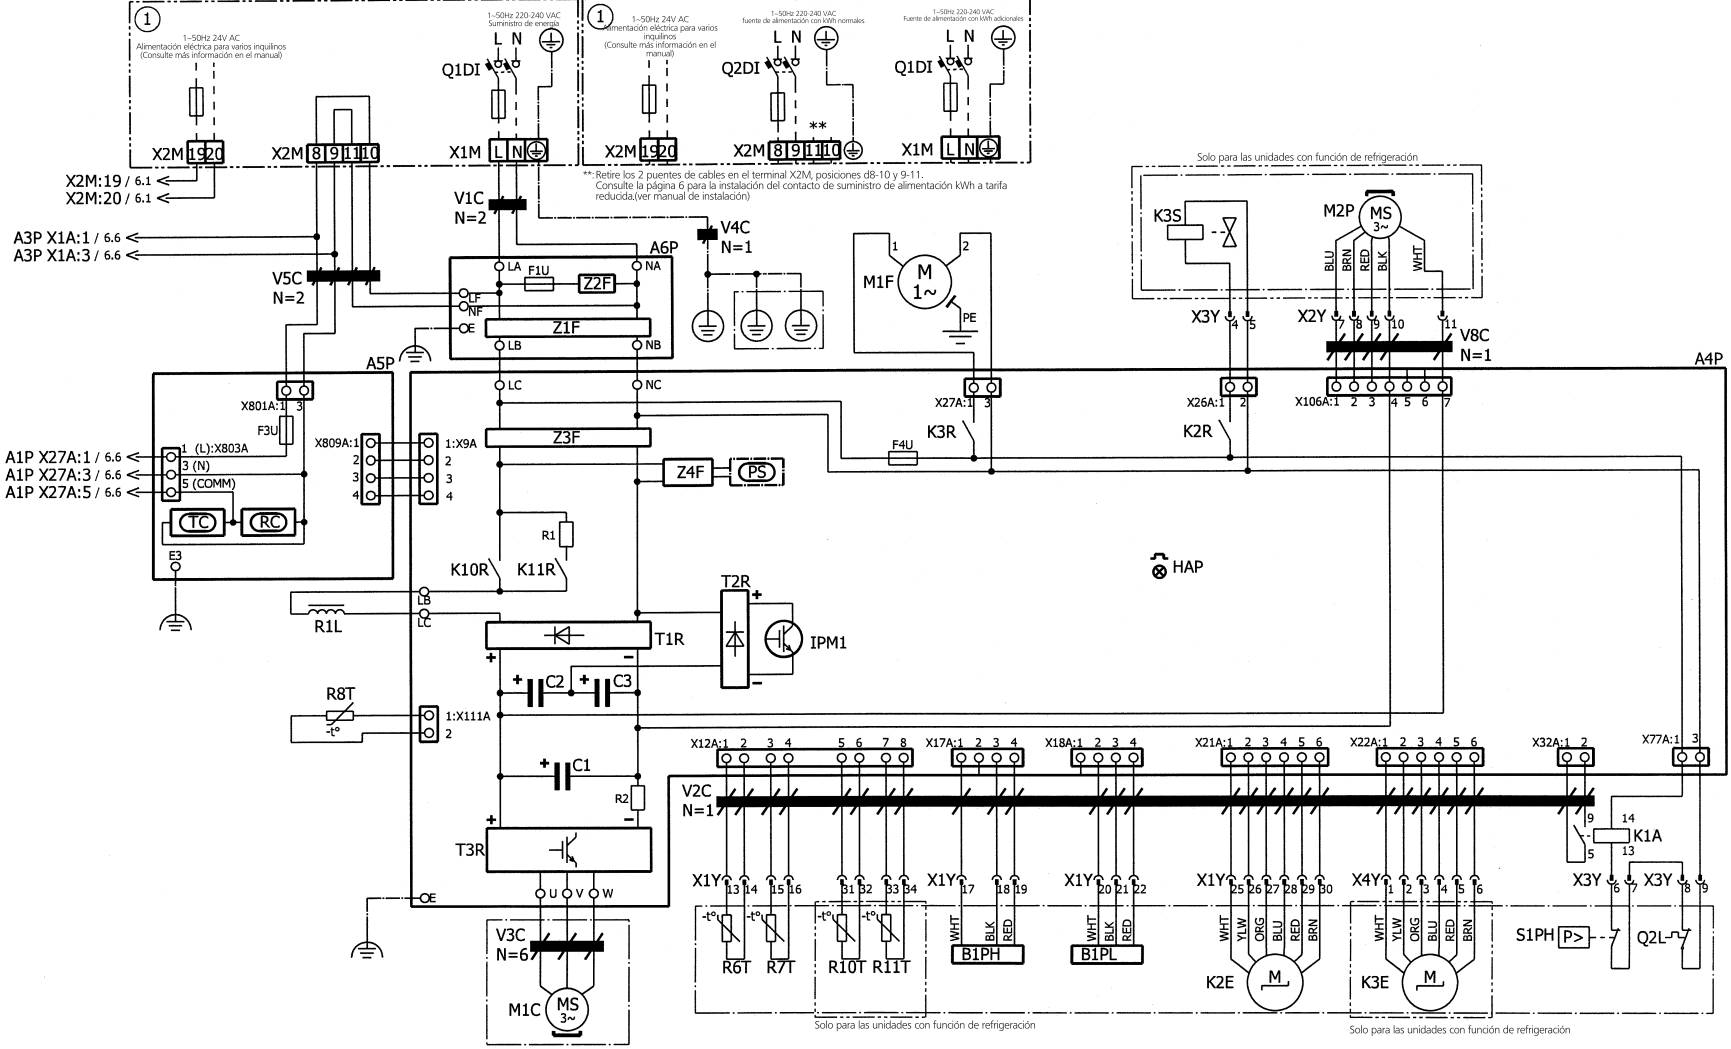 1
1~50Hz 24V AC
Alimentación eléctrica para varios inquilinos
(Consulte más información en el manual)
1~50Hz 220-240 VAC
Suministro de energía
L N
Q1DI
X2M 19 20
X2M 8 9 11 10
X1M L N
1
1~50Hz 24V AC
Alimentación eléctrica para varios
inquilinos
(Consulte más información en el
manual)
1~50Hz 220-240 VAC
fuente de alimentación con kWh normales
L N
Q2DI
1~50Hz 220-240 VAC
Fuente de alimentación con kWh adicionales
L N
Q1DI
**
X2M 19 20
X2M 8 9 11 10
X1M L N
**: Retire los 2 puentes de cables en el terminal X2M, posiciones d8-10 y 9-11.
Consulte la página 6 para la instalación del contacto de suministro de alimentación kWh a tarifa
reducida.(ver manual de instalación)
X2M:19 / 6.1
X2M:20 / 6.1
A3P X1A:1 / 6.6
A3P X1A:3 / 6.6
V5C
N=2
V1C
N=2
V4C
N=1
A6P
LA NA
F1U
Z2F
LF
NF
E
Z1F
LB NB
M1F
1 2
M
1~
PE
Solo para las unidades con función de refrigeración
K3S
M2P
MS
3~
BLU BRN RED BLK WHT
X3Y 4 5
X2Y 7 8 9 10 11
V8C
N=1
A5P
X801A:1 3
F3U
1 (L):X803A
3 (N)
5 (COMM)
A1P X27A:1 / 6.6
A1P X27A:3 / 6.6
A1P X27A:5 / 6.6
TC
RC
E3
X809A:1
2
3
4
1:X9A
2
3
4
A4P
LC NC
Z3F
Z4F
PS
X27A:1 3
K3R
F4U
X26A:1 2
K2R
X106A:1 2 3 4 5 6 7
R1
K10R
K11R
HAP
LB
LC
R1L
T1R
+ -
T2R
+
-
IPM1
+ C2
+ C3
R8T
-t°
1:X111A
2
+ C1
R2
+ -
T3R
U V W
E
V3C
N=6
M1C
MS
3~
X12A:1 2 3 4 5 6 7 8
X17A:1 2 3 4
X18A:1 2 3 4
X21A:1 2 3 4 5 6
X22A:1 2 3 4 5 6
X32A:1 2
X77A:1 3
V2C
N=1
9
5
14
K1A
13
X1Y 13 14 15 16 31 32 33 34
X1Y 17 18 19
X1Y 20 21 22
X1Y 25 26 27 28 29 30
X4Y 1 2 3 4 5 6
X3Y 6 7
X3Y 8 9
-t° -t° -t° -t°
R6T R7T R10T R11T
WHT BLK RED
B1PH
WHT BLK RED
B1PL
WHT YLW ORG BLU RED BRN
K2E
M
WHT YLW ORG BLU RED BRN
K3E
M
S1PH P>
Q2L
Solo para las unidades con función de refrigeración
Solo para las unidades con función de refrigeración